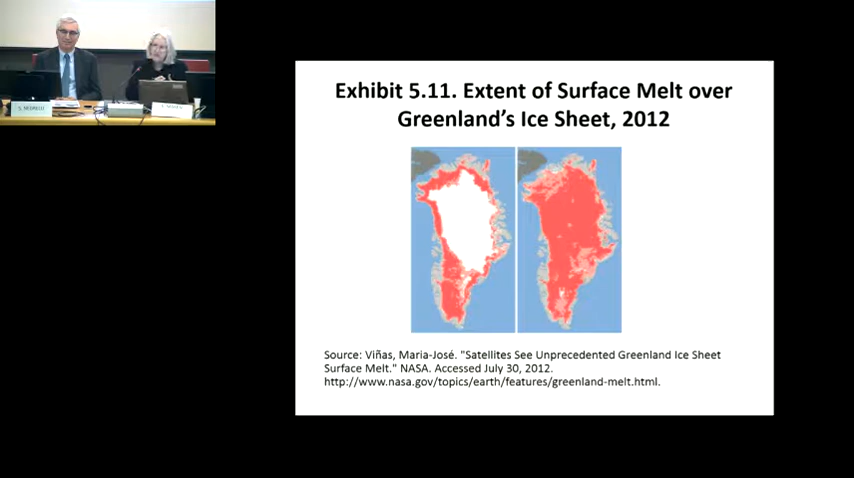 S. NEGRELLI
Exhibit 5.11. Extent of Surface Melt over
Greenland's Ice Sheet, 2012
Source: Viñas, Maria-José. "Satellites See Unprecedented Greenland Ice Sheet
Surface Melt." NASA. Accessed July 30, 2012.
http://www.nasa.gov/topics/earth/features/greenland-melt.html.